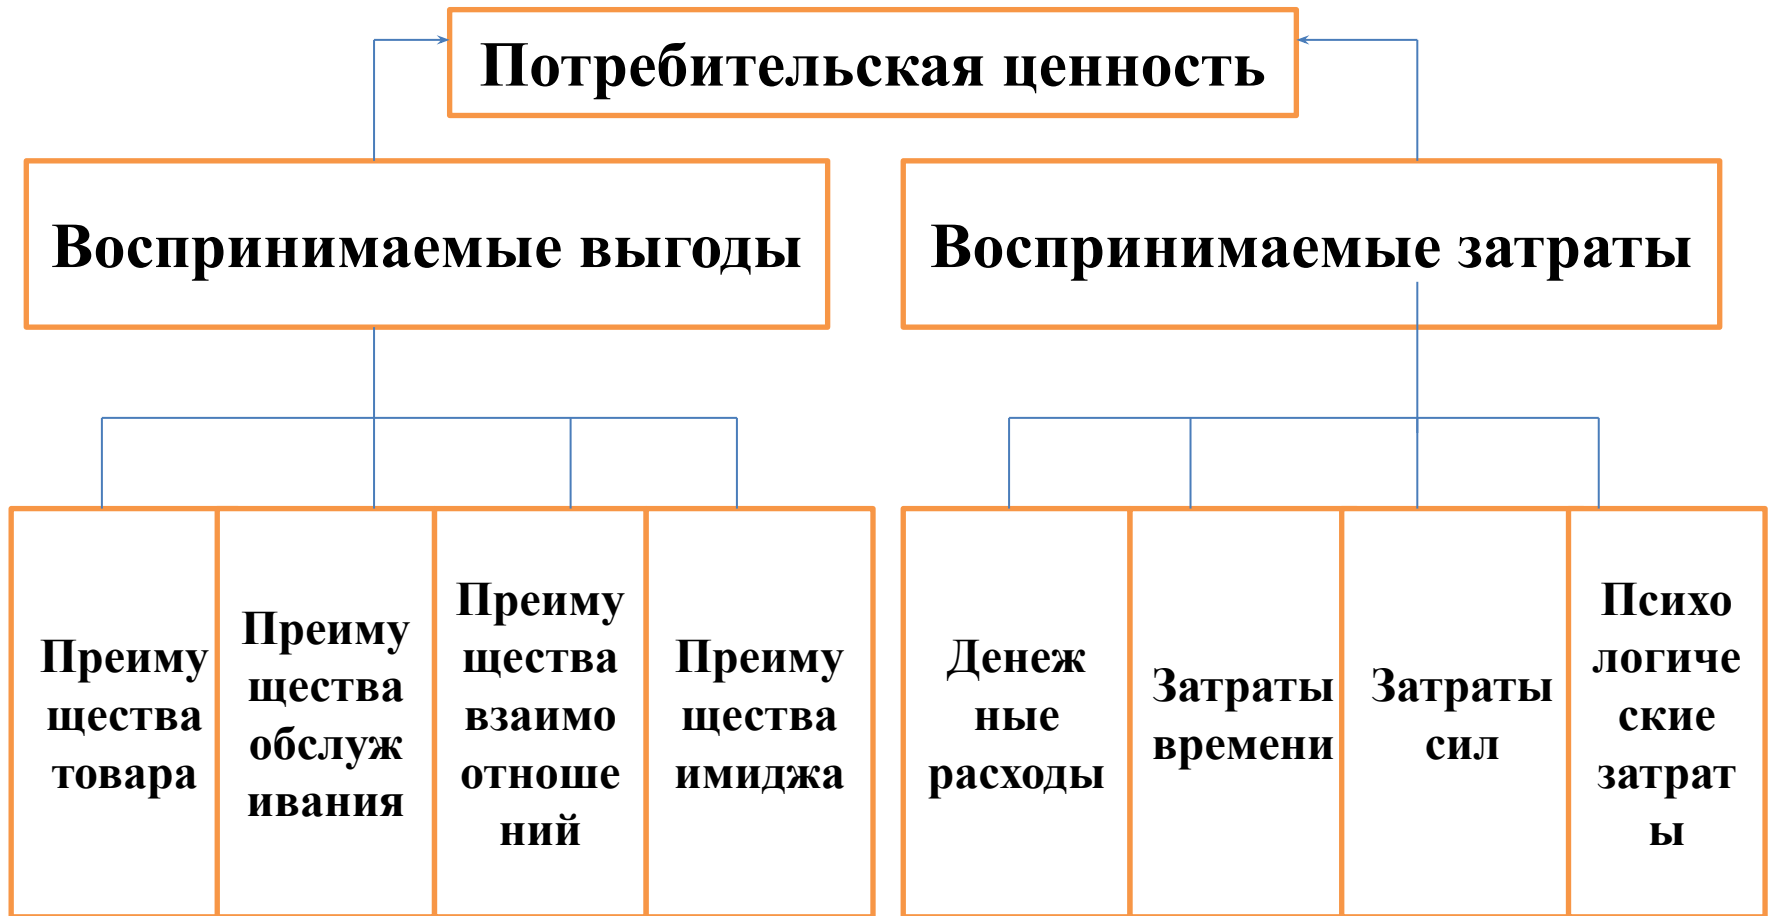 Потребительская ценность
Воспринимаемые выгоды
Воспринимаемые затраты
Преиму
щества
товара
Преиму
щества
обслуж
ивания
Преиму
щества
взаимо
отноше
ний
Преиму
щества
имиджа
Денеж
ные
расходы
Затраты
времени
Затраты
сил
Психо
логиче
ские
затрат
ы